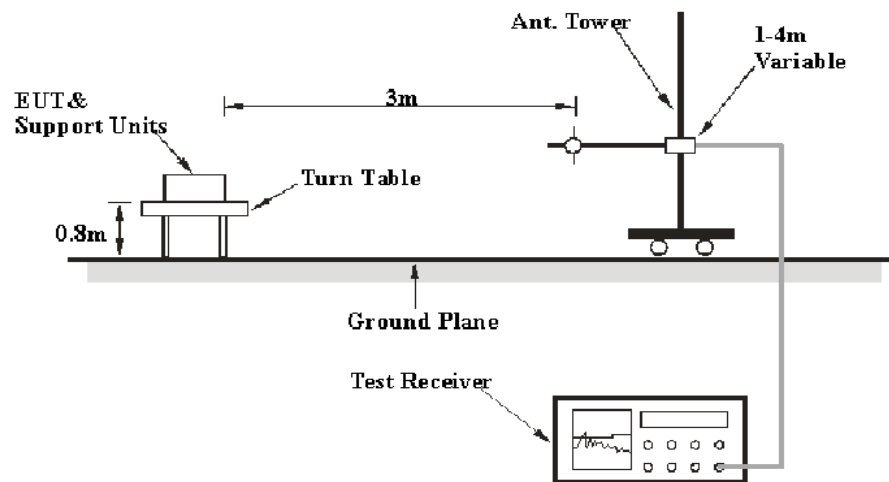 Ant. Tower
1-4m
Variable
3m
EUT&
Support Units
Turn Table
0.8m
Ground Plane
Test Receiver